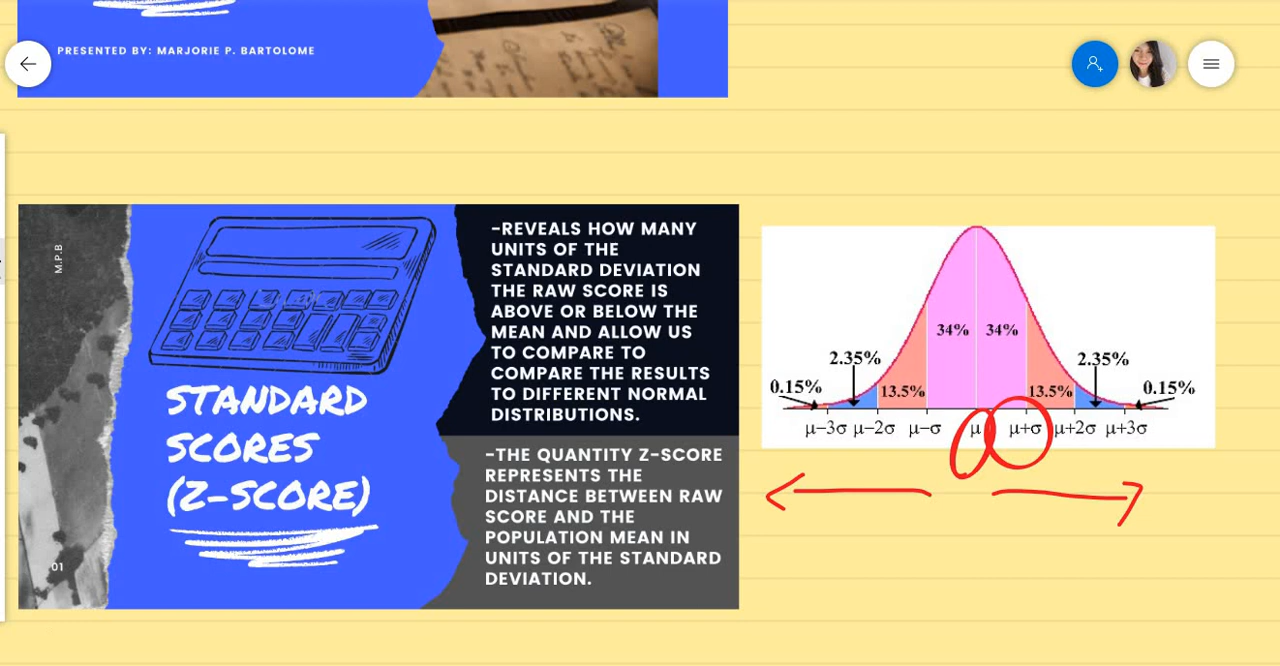 PRESENTED BY: MARJORIE P. BARTOLOME
M.P.B
STANDARD
SCORES
(Z-SCORE)
01
-REVEALS HOW MANY
UNITS OF THE
STANDARD DEVIATION
THE RAW SCORE IS
ABOVE OR BELOW THE
MEAN AND ALLOW US
TO COMPARE TO
COMPARE THE RESULTS
TO DIFFERENT NORMAL
DISTRIBUTIONS.
-THE QUANTITY Z-SCORE
REPRESENTS THE
DISTANCE BETWEEN RAW
SCORE AND THE
POPULATION MEAN IN
UNITS OF THE STANDARD
DEVIATION.
34% 34%
2.35% 2.35%
0.15% 13.5% 13.5% 0.15%
μ−3σ μ−2σ μ−σ μ μ+σ μ+2σ μ+3σ